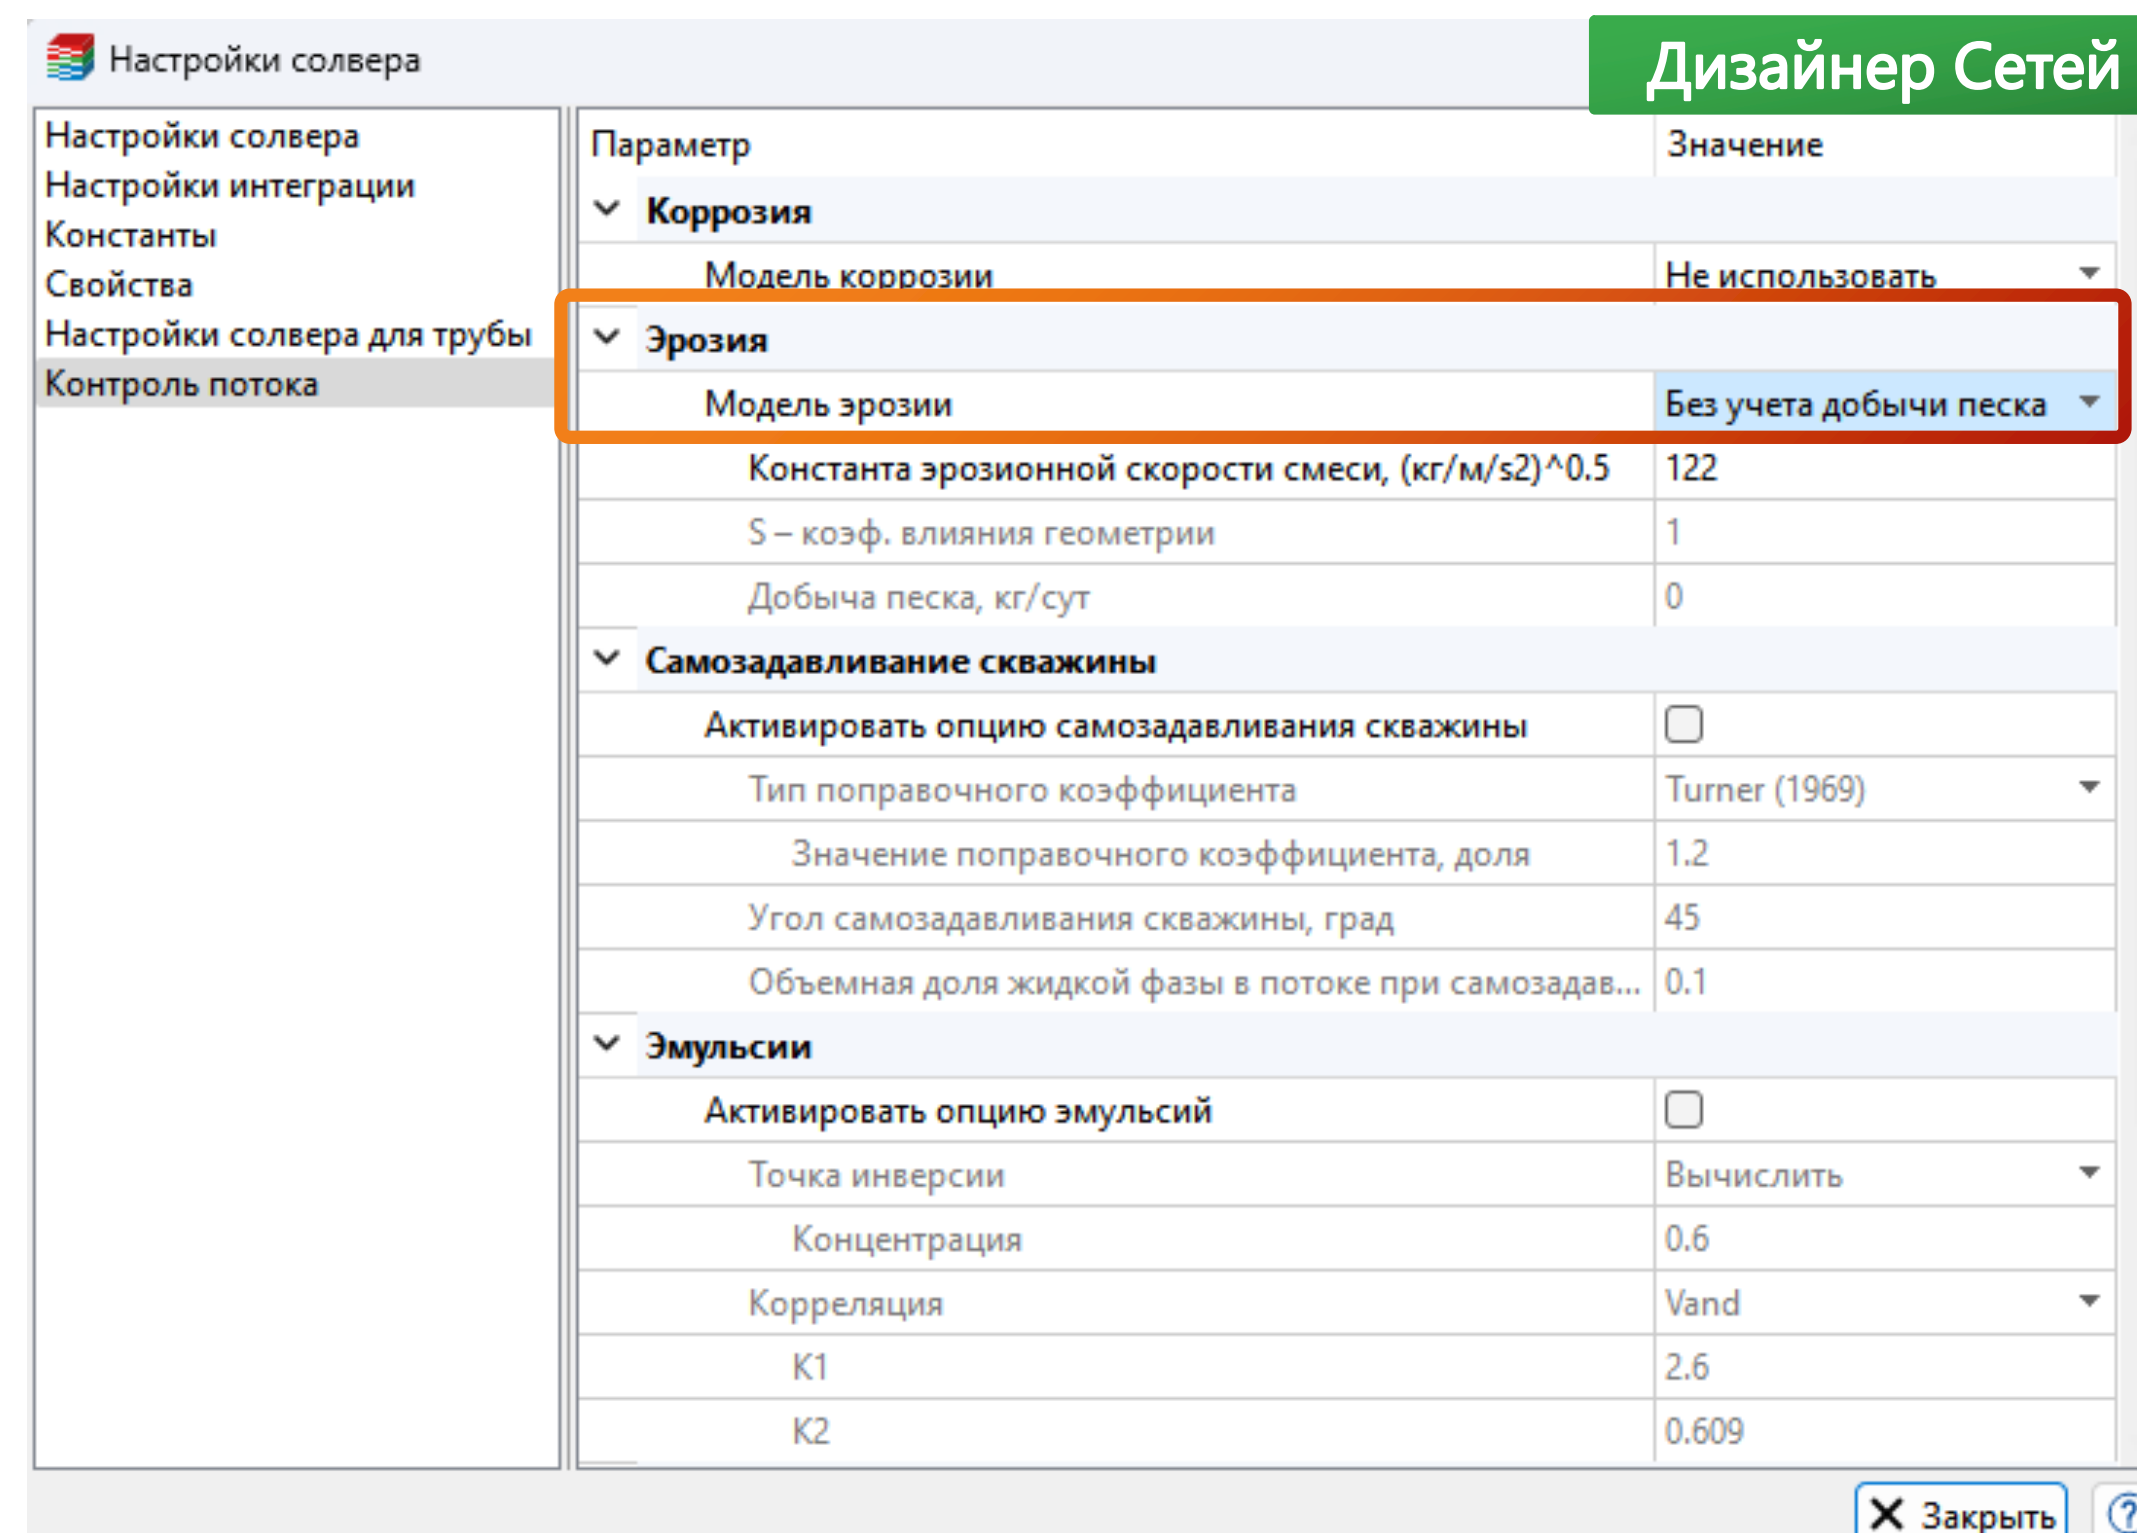 Настройки солвера
Дизайнер Сетей
Настройки солвера
Настройки интеграции
Константы
Свойства
Настройки солвера для трубы
Контроль потока
Параметр Значение
Коррозия
Модель коррозии Не использовать
Эрозия
Модель эрозии Без учета добычи песка
Константа эрозионной скорости смеси, (кг/м/s2)^0.5 122
S – коэф. влияния геометрии 1
Добыча песка, кг/сут 0
Самозадавливание скважины
Активировать опцию самозадавливания скважины
Тип поправочного коэффициента Turner (1969)
Значение поправочного коэффициента, доля 1.2
Угол самозадавливания скважины, град 45
Объемная доля жидкой фазы в потоке при самозадав... 0.1
Эмульсии
Активировать опцию эмульсий
Точка инверсии Вычислить
Концентрация 0.6
Корреляция Vand
K1 2.6
K2 0.609
Закрыть ?